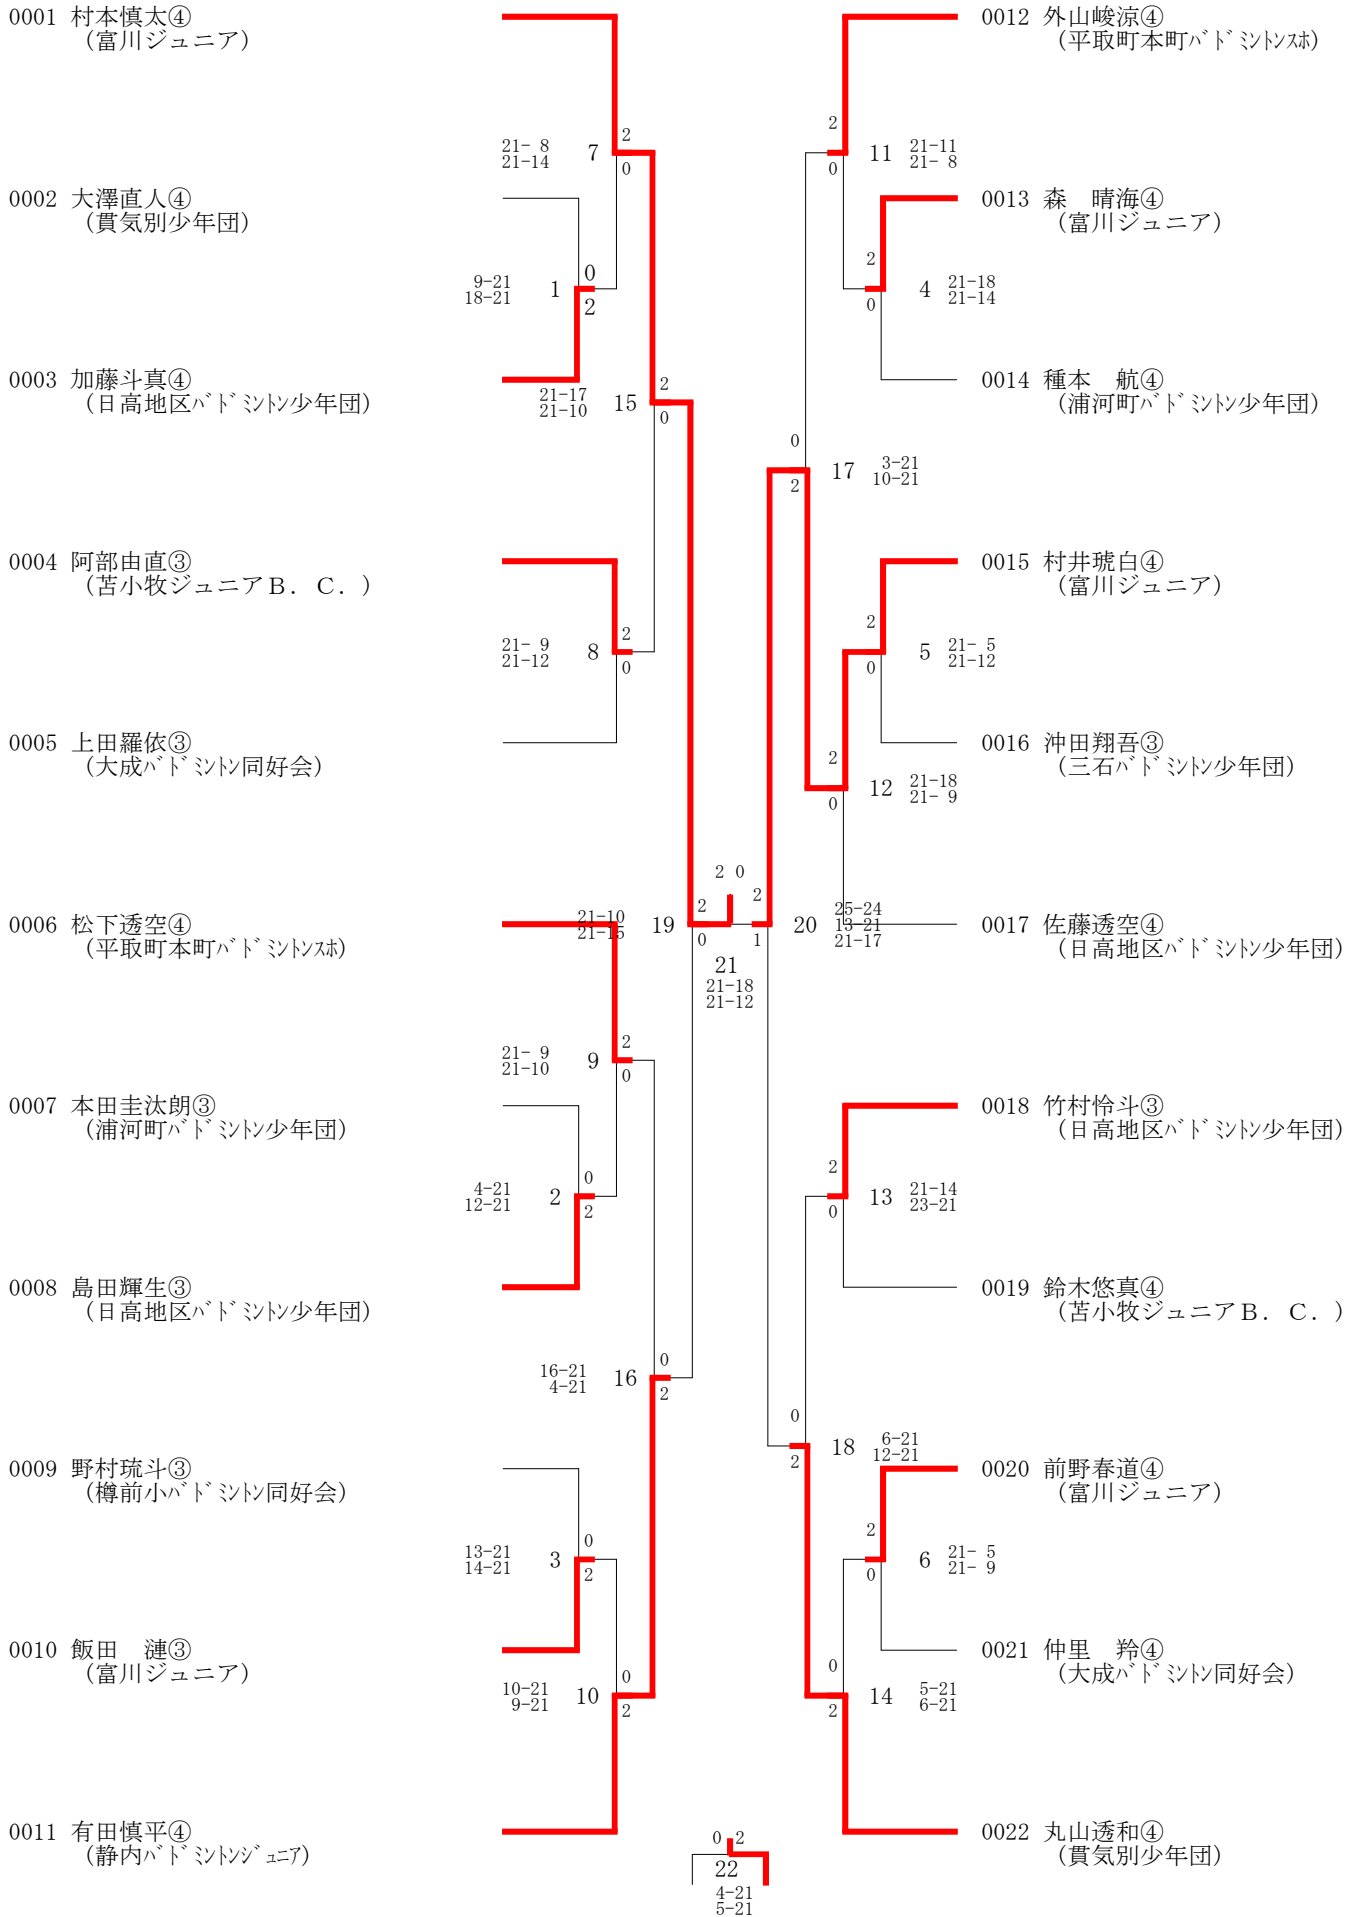 0001 村本慎太④
（富川ジュニア）
21- 8
21-14
7
2
0
0002 大澤直人④
（貫気別少年団）
9-21
18-21
1
0
2
0003 加藤斗真④
（日高地区バドミントン少年団）
21-17
21-10
15
2
0
0004 阿部由直③
（苫小牧ジュニアＢ．Ｃ．）
21- 9
21-12
8
2
0
0005 上田羅依③
（大成バドミントン同好会）
0006 松下透空④
（平取町本町バドミントンスポ）
21-10
21-15
19
2
0
21- 9
21-10
9
2
0
0007 本田圭汰朗③
（浦河町バドミントン少年団）
4-21
12-21
2
0
2
0008 島田輝生③
（日高地区バドミントン少年団）
16-21
4-21
16
0
2
0009 野村琉斗③
（樽前小バドミントン同好会）
13-21
14-21
3
0
2
0010 飯田　漣③
（富川ジュニア）
10-21
9-21
10
0
2
0011 有田慎平④
（静内バドミントンジュニア）
2 0
21
21-18
21-12
0 2
22
4-21
5-21
0012 外山峻涼④
（平取町本町バドミントンスポ）
2
0
11
21-11
21- 8
0013 森　晴海④
（富川ジュニア）
2
0
4
21-18
21-14
0014 種本　航④
（浦河町バドミントン少年団）
0
2
17
3-21
10-21
0015 村井琥白④
（富川ジュニア）
2
0
5
21- 5
21-12
0016 沖田翔吾③
（三石バドミントン少年団）
2
0
12
21-18
21- 9
2
1
20
25-24
13-21
21-17
0017 佐藤透空④
（日高地区バドミントン少年団）
0018 竹村怜斗③
（日高地区バドミントン少年団）
2
0
13
21-14
23-21
0019 鈴木悠真④
（苫小牧ジュニアＢ．Ｃ．）
0
2
18
6-21
12-21
0020 前野春道④
（富川ジュニア）
2
0
6
21- 5
21- 9
0021 仲里　羚④
（大成バドミントン同好会）
0
2
14
5-21
6-21
0022 丸山透和④
（貫気別少年団）